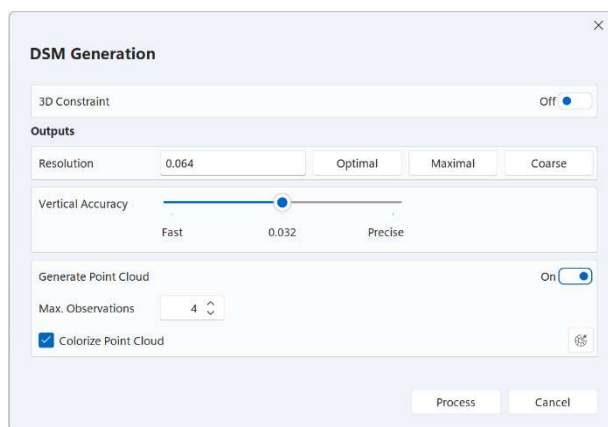 DSM Generation
3D Constraint Off
Outputs
Resolution 0.064 Optimal Maximal Coarse
Vertical Accuracy
Fast 0.032 Precise
Generate Point Cloud On
Max. Observations 4
Colorize Point Cloud
Process Cancel